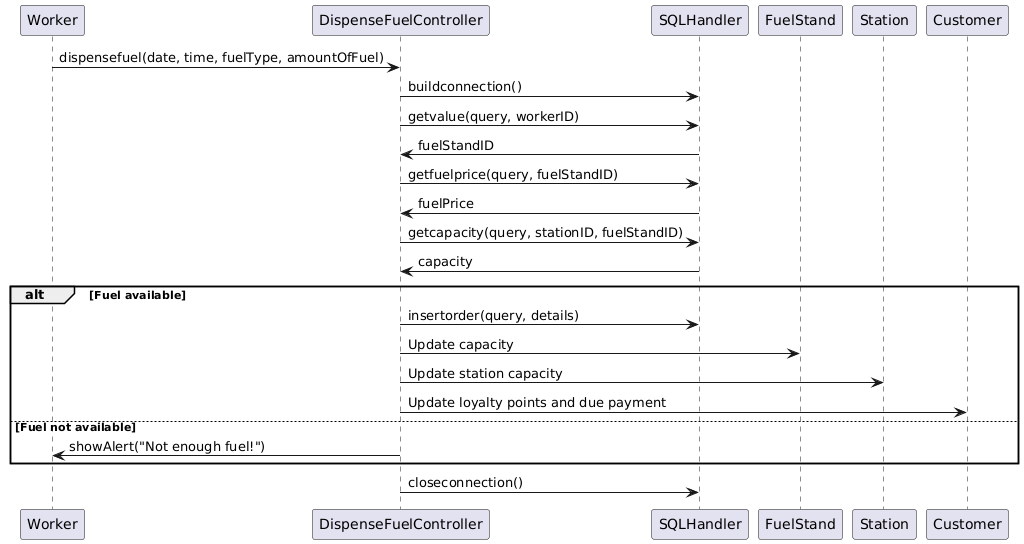 Worker DispenseFuelController SQLHandler FuelStand Station Customer
dispensefuel(date, time, fuelType, amountOfFuel)
buildconnection()
getvalue(query, workerID)
fuelStandID
getfuelprice(query, fuelStandID)
fuelPrice
getcapacity(query, stationID, fuelStandID)
capacity
alt [Fuel available]
insertorder(query, details)
Update capacity
Update station capacity
Update loyalty points and due payment
[Fuel not available]
showAlert("Not enough fuel!")
closeconnection()
Worker DispenseFuelController SQLHandler FuelStand Station Customer